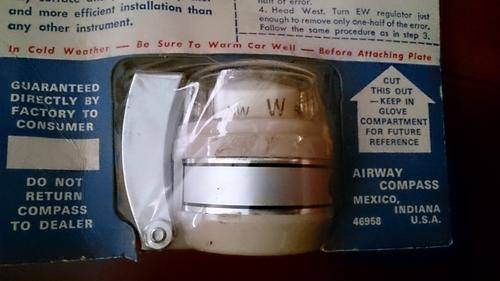 and more efficient installation than
any other instrument.
half of error.
4. Head West. Turn EW regulator just
enough to remove only one-half of the error.
Follow the same procedure as in step 3.
In Cold Weather — Be Sure To Warm Car Well — Before Attaching Plate
GUARANTEED
DIRECTLY BY
FACTORY TO
CONSUMER
DO NOT
RETURN
COMPASS
TO DEALER
W W
CUT
THIS OUT
—KEEP IN
GLOVE
COMPARTMENT
FOR FUTURE
REFERENCE
AIRWAY
COMPASS
MEXICO,
INDIANA
46958 U.S.A.